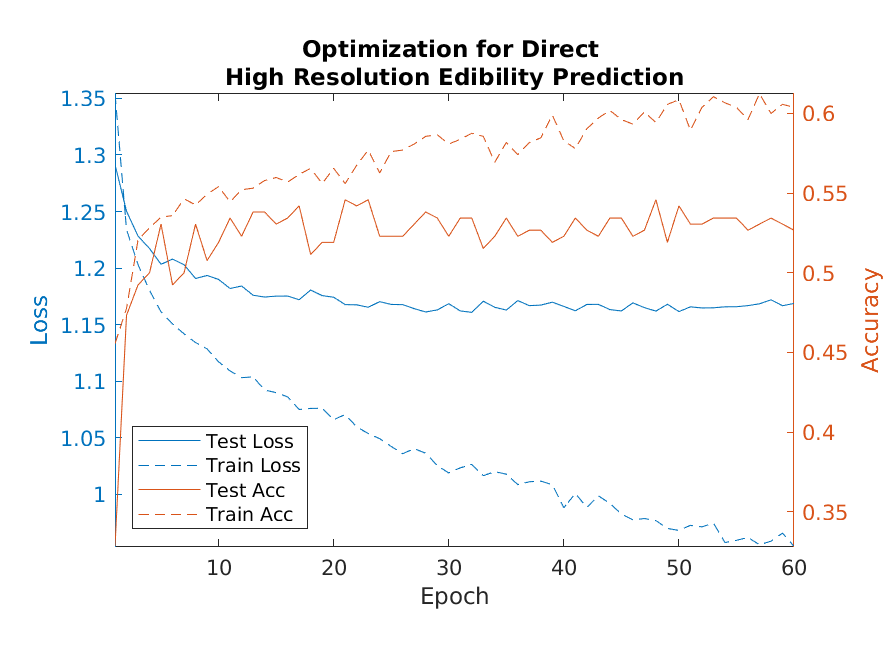 Optimization for Direct
High Resolution Edibility Prediction
1.35
1.3
1.25
1.2
1.15
1.1
1.05
1
Loss
0.6
0.55
0.5
0.45
0.4
0.35
Accuracy
Test Loss
Train Loss
Test Acc
Train Acc
10 20 30 40 50 60
Epoch